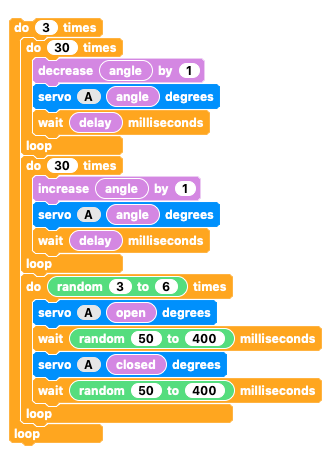 do 3 times
do 30 times
decrease angle by 1
servo A angle degrees
wait delay milliseconds
loop
do 30 times
increase angle by 1
servo A angle degrees
wait delay milliseconds
loop
do random 3 to 6 times
servo A open degrees
wait random 50 to 400 milliseconds
servo A closed degrees
wait random 50 to 400 milliseconds
loop
loop